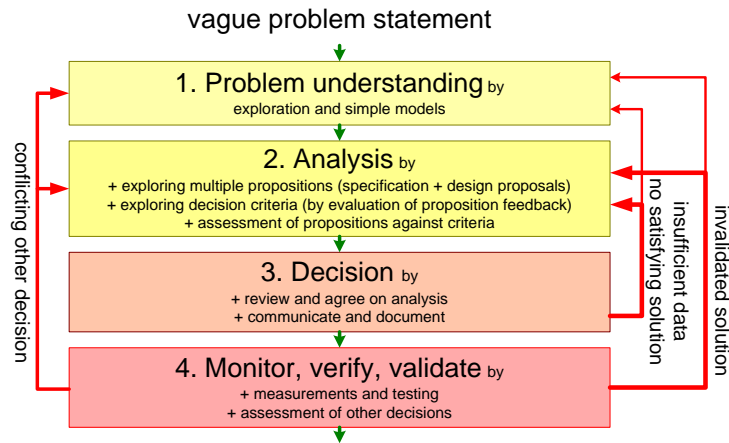 vague problem statement
1. Problem understanding by
exploration and simple models
2. Analysis by
+ exploring multiple propositions (specification + design proposals)
+ exploring decision criteria (by evaluation of proposition feedback)
+ assessment of propositions against criteria
3. Decision by
+ review and agree on analysis
+ communicate and document
4. Monitor, verify, validate by
+ measurements and testing
+ assessment of other decisions
conflicting other decision
insufficient data
no satisfying solution
invalidated solution